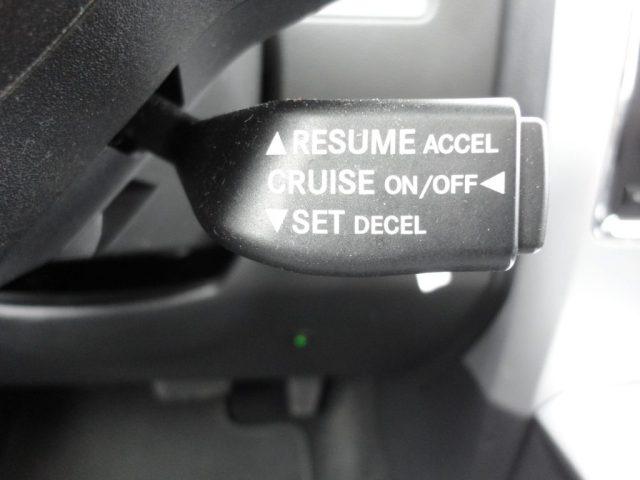 ▲RESUME ACCEL
CRUISE ON/OFF◀
▼SET DECEL